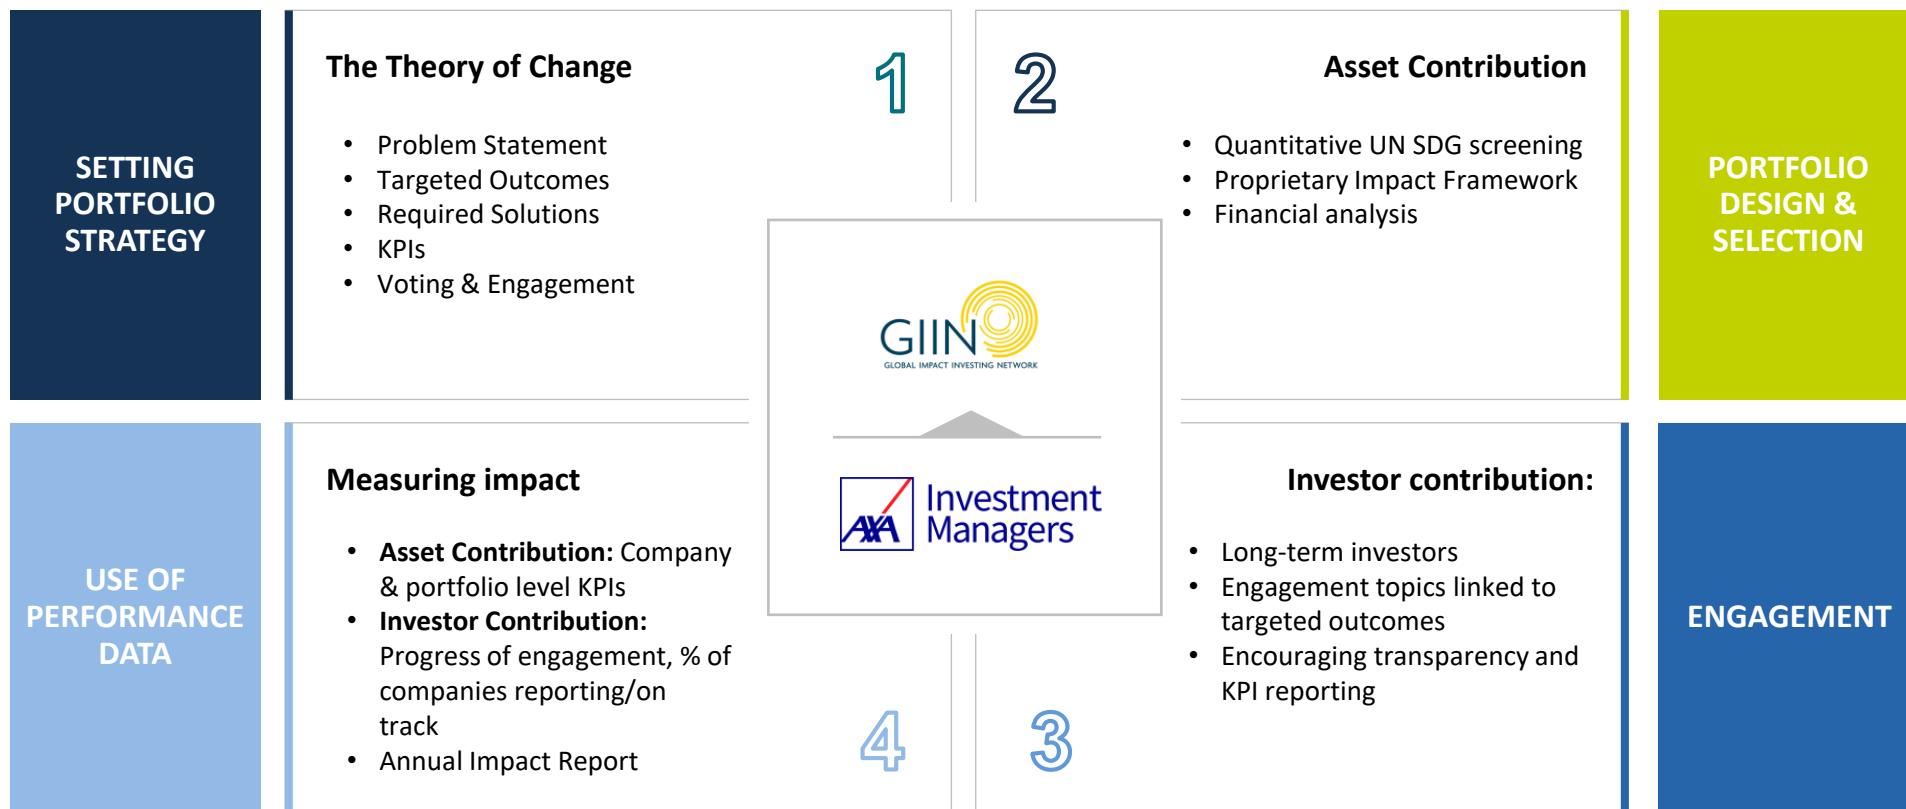 SETTING
PORTFOLIO
STRATEGY
The Theory of Change
1
• Problem Statement
• Targeted Outcomes
• Required Solutions
• KPIs
• Voting & Engagement
2
Asset Contribution
• Quantitative UN SDG screening
• Proprietary Impact Framework
• Financial analysis
PORTFOLIO
DESIGN &
SELECTION
GIIN
GLOBAL IMPACT INVESTING NETWORK
AXA
Investment
Managers
USE OF
PERFORMANCE
DATA
Measuring impact
• Asset Contribution: Company
& portfolio level KPIs
• Investor Contribution:
Progress of engagement, % of
companies reporting/on
track
• Annual Impact Report
4
Investor contribution:
• Long-term investors
• Engagement topics linked to
targeted outcomes
• Encouraging transparency and
KPI reporting
3
ENGAGEMENT